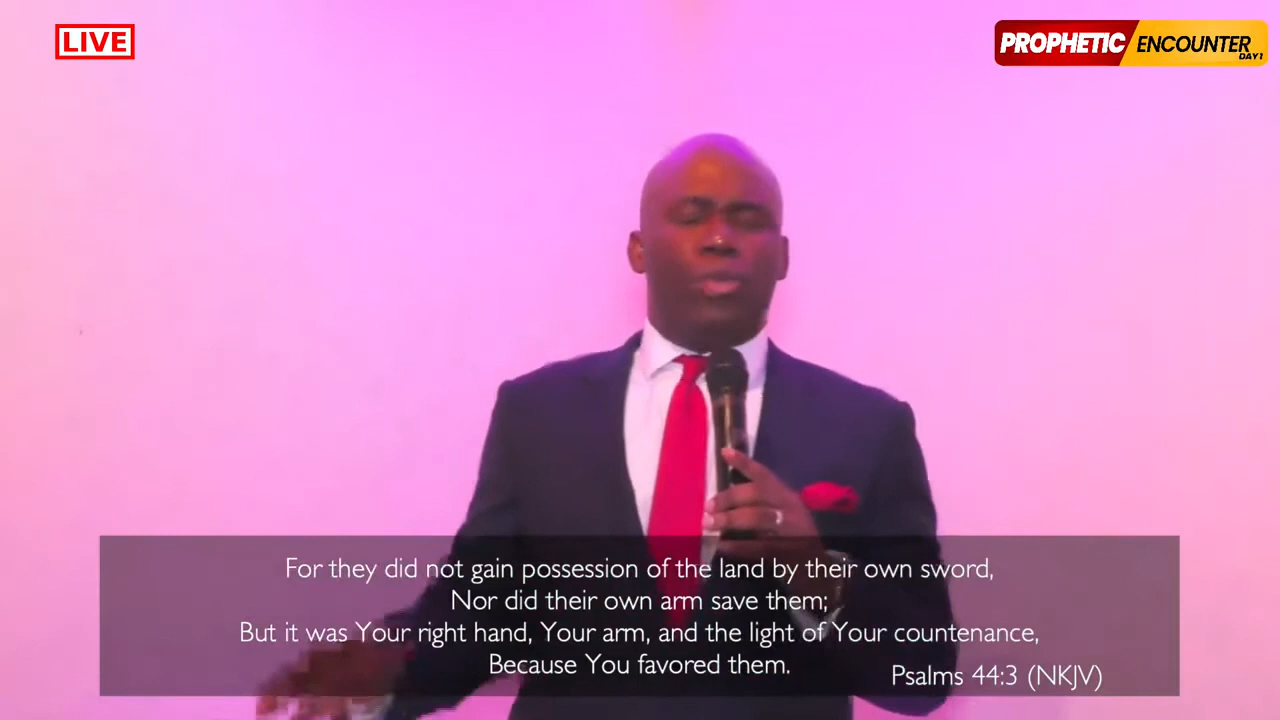 LIVE
PROPHETIC ENCOUNTER
DAY1
For they did not gain possession of the land by their own sword,
Nor did their own arm save them;
But it was Your right hand, Your arm, and the light of Your countenance,
Because You favored them.
Psalms 44:3 (NKJV)